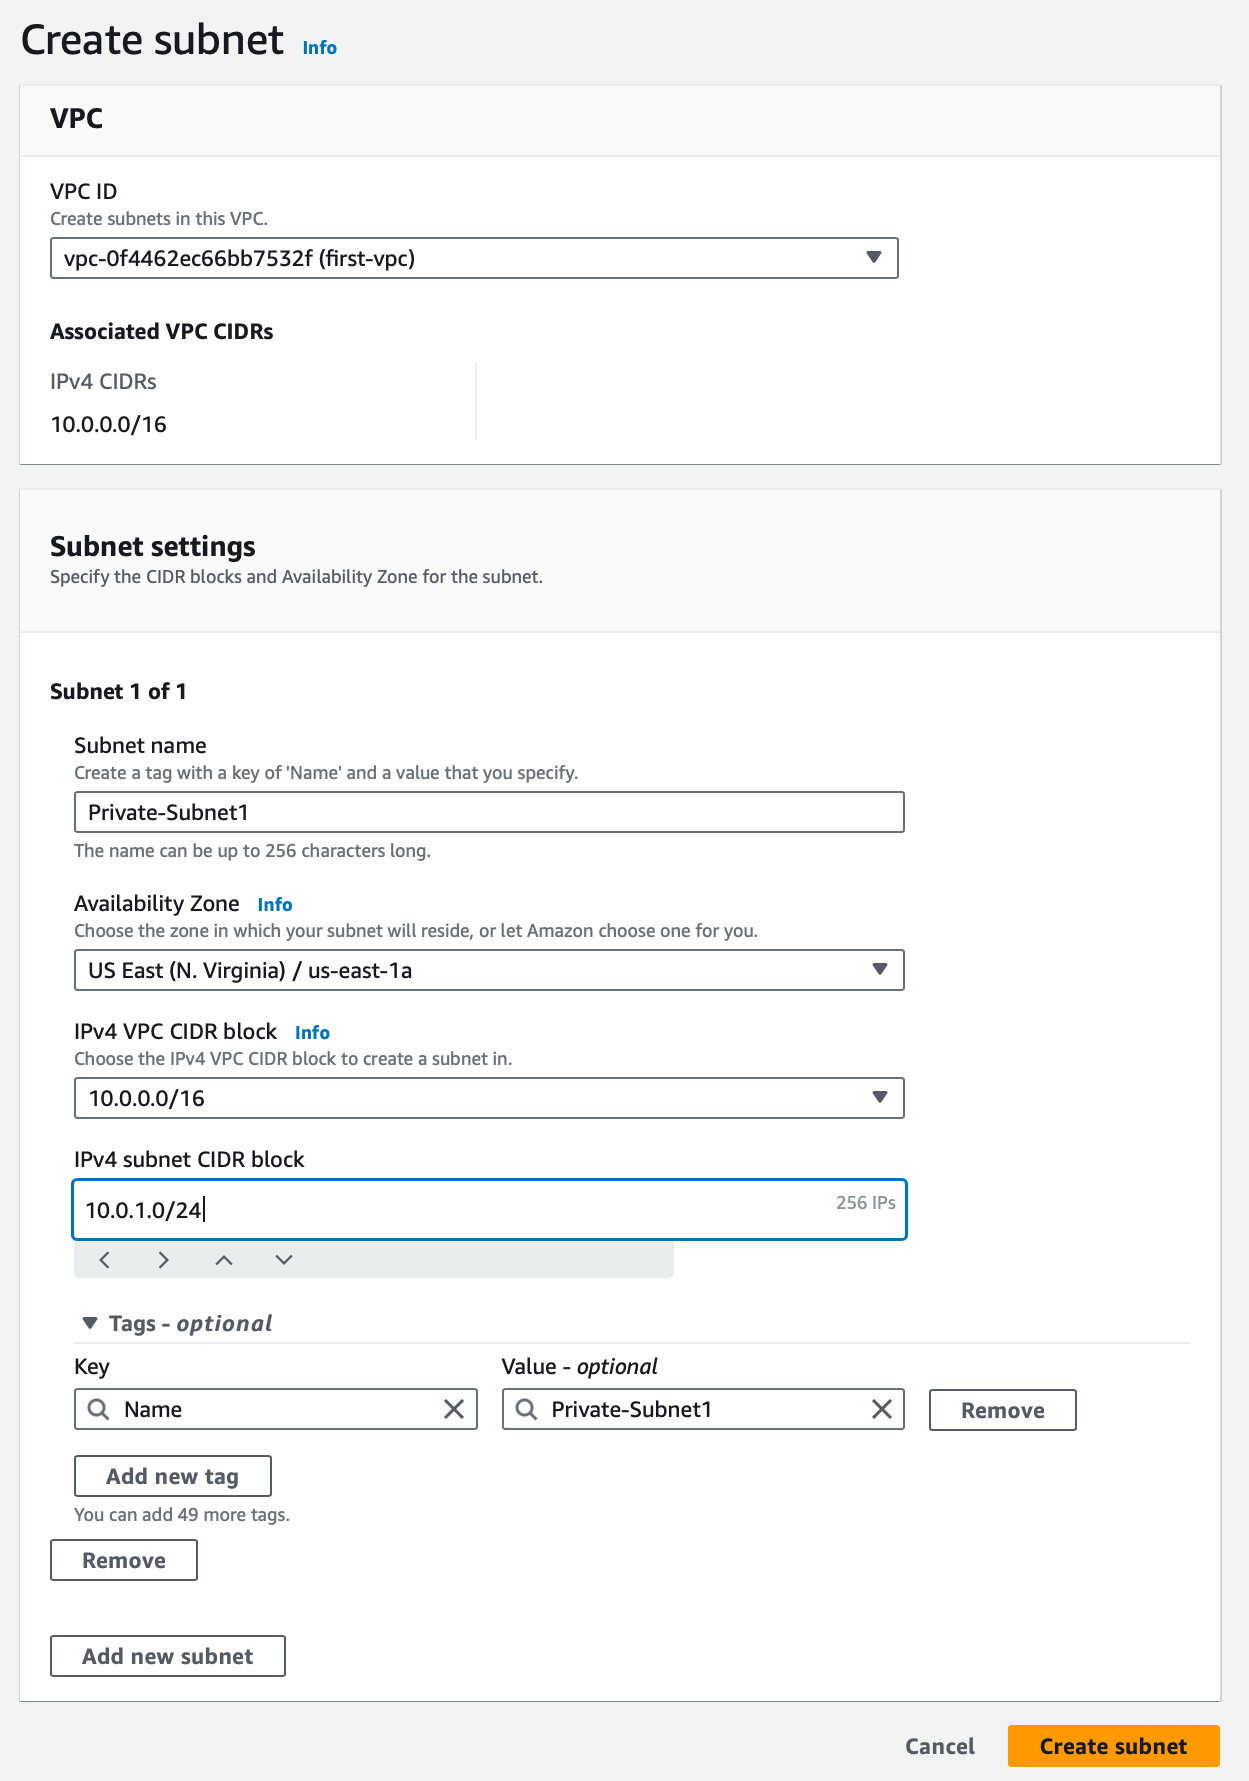 Create subnet Info
VPC
VPC ID
Create subnets in this VPC.
vpc-0f4462ec66bb7532f (first-vpc)
Associated VPC CIDRs
IPv4 CIDRs
10.0.0.0/16
Subnet settings
Specify the CIDR blocks and Availability Zone for the subnet.
Subnet 1 of 1
Subnet name
Create a tag with a key of 'Name' and a value that you specify.
Private-Subnet1
The name can be up to 256 characters long.
Availability Zone Info
Choose the zone in which your subnet will reside, or let Amazon choose one for you.
US East (N. Virginia) / us-east-1a
IPv4 VPC CIDR block Info
Choose the IPv4 VPC CIDR block to create a subnet in.
10.0.0.0/16
IPv4 subnet CIDR block
10.0.1.0/24 256 IPs
Tags - optional
Key Value - optional
Name Private-Subnet1 Remove
Add new tag
You can add 49 more tags.
Remove
Add new subnet
Cancel Create subnet